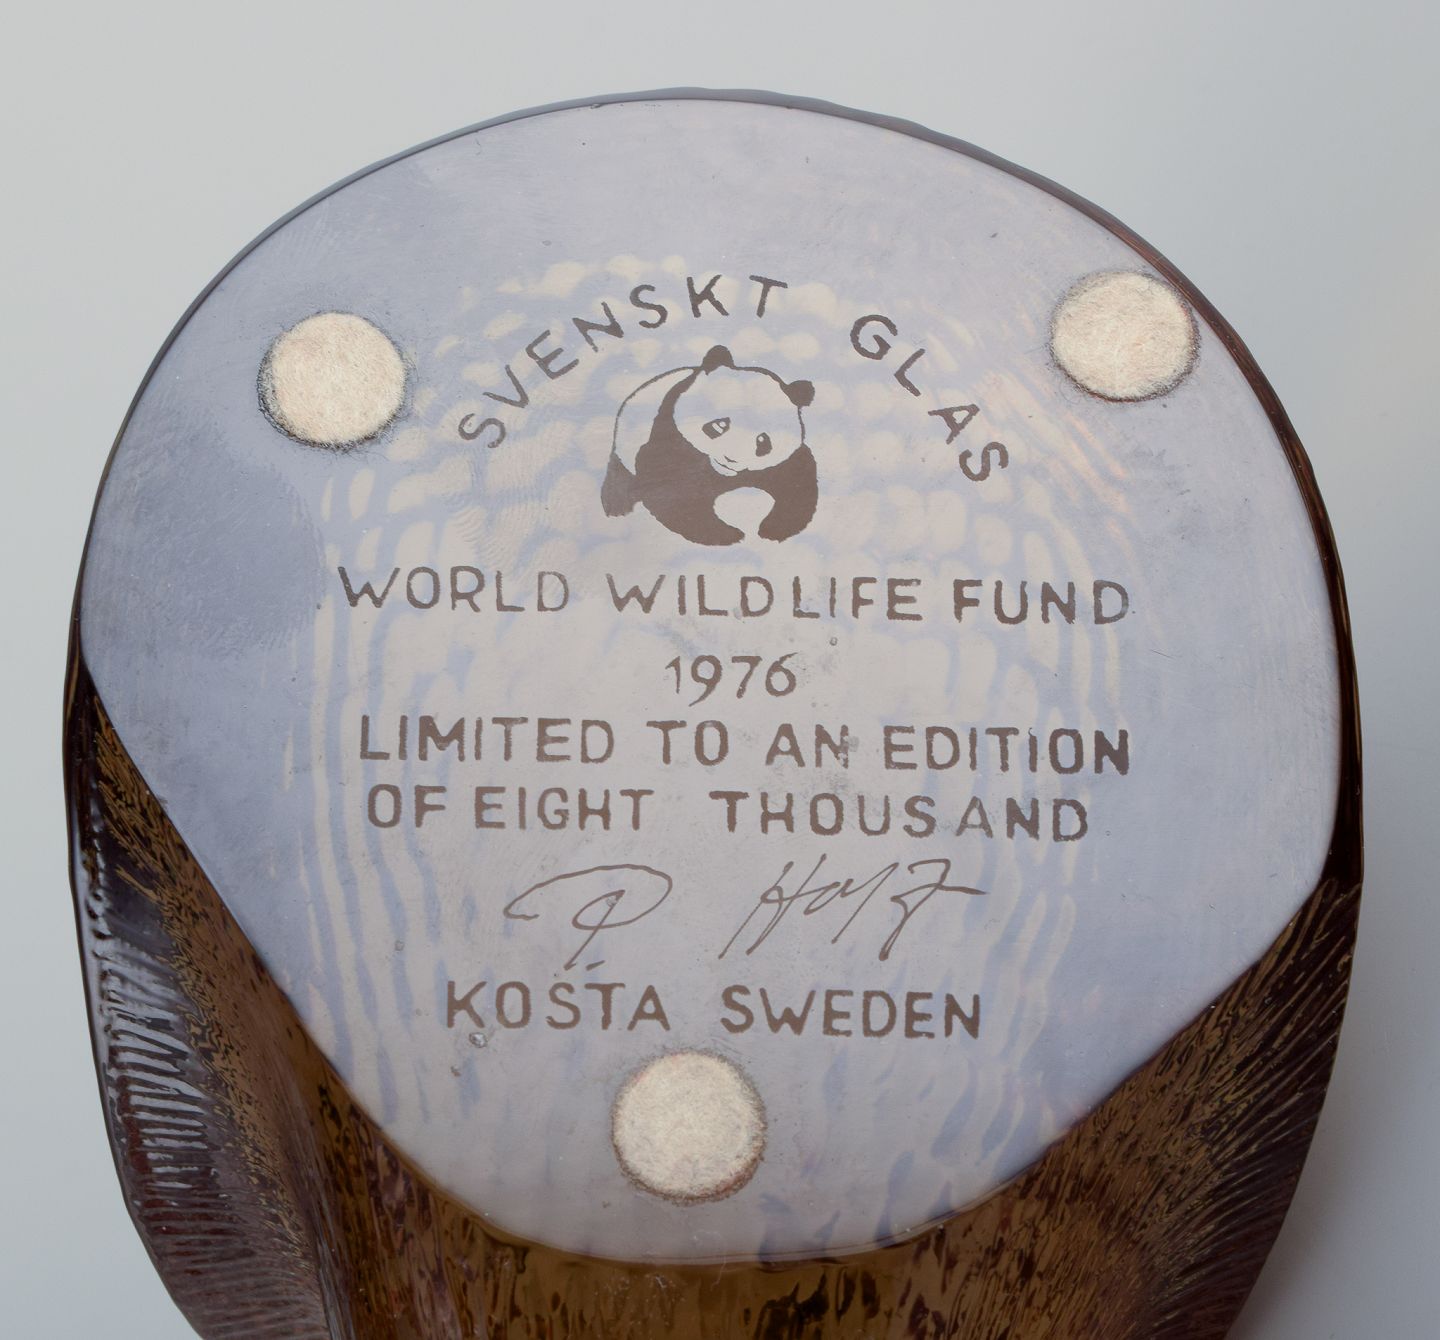 SVENSKT GLAS
WORLD WILDLIFE FUND
1976
LIMITED TO AN EDITION
OF EIGHT THOUSAND
KOSTA SWEDEN